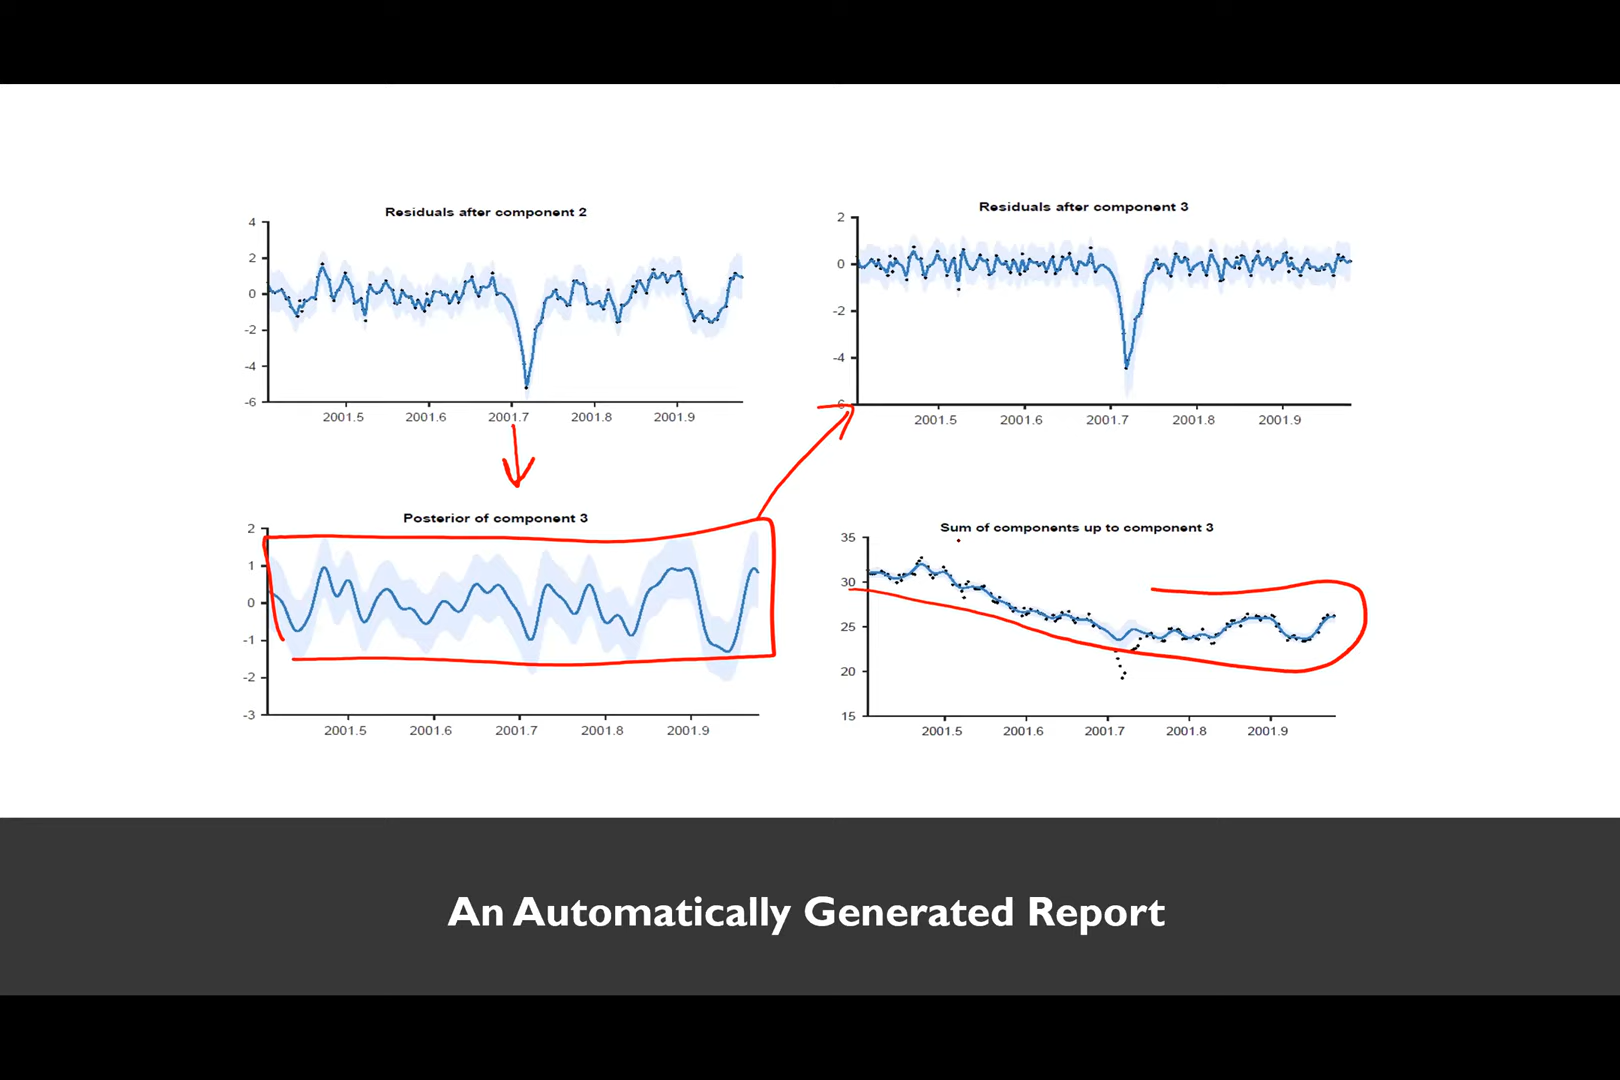 Residuals after component 2
4
2
0
-2
-4
-6
2001.5 2001.6 2001.7 2001.8 2001.9
Residuals after component 3
2
0
-2
-4
-6
2001.5 2001.6 2001.7 2001.8 2001.9
Posterior of component 3
2
1
0
-1
-2
-3
2001.5 2001.6 2001.7 2001.8 2001.9
Sum of components up to component 3
35
30
25
20
15
2001.5 2001.6 2001.7 2001.8 2001.9
An Automatically Generated Report